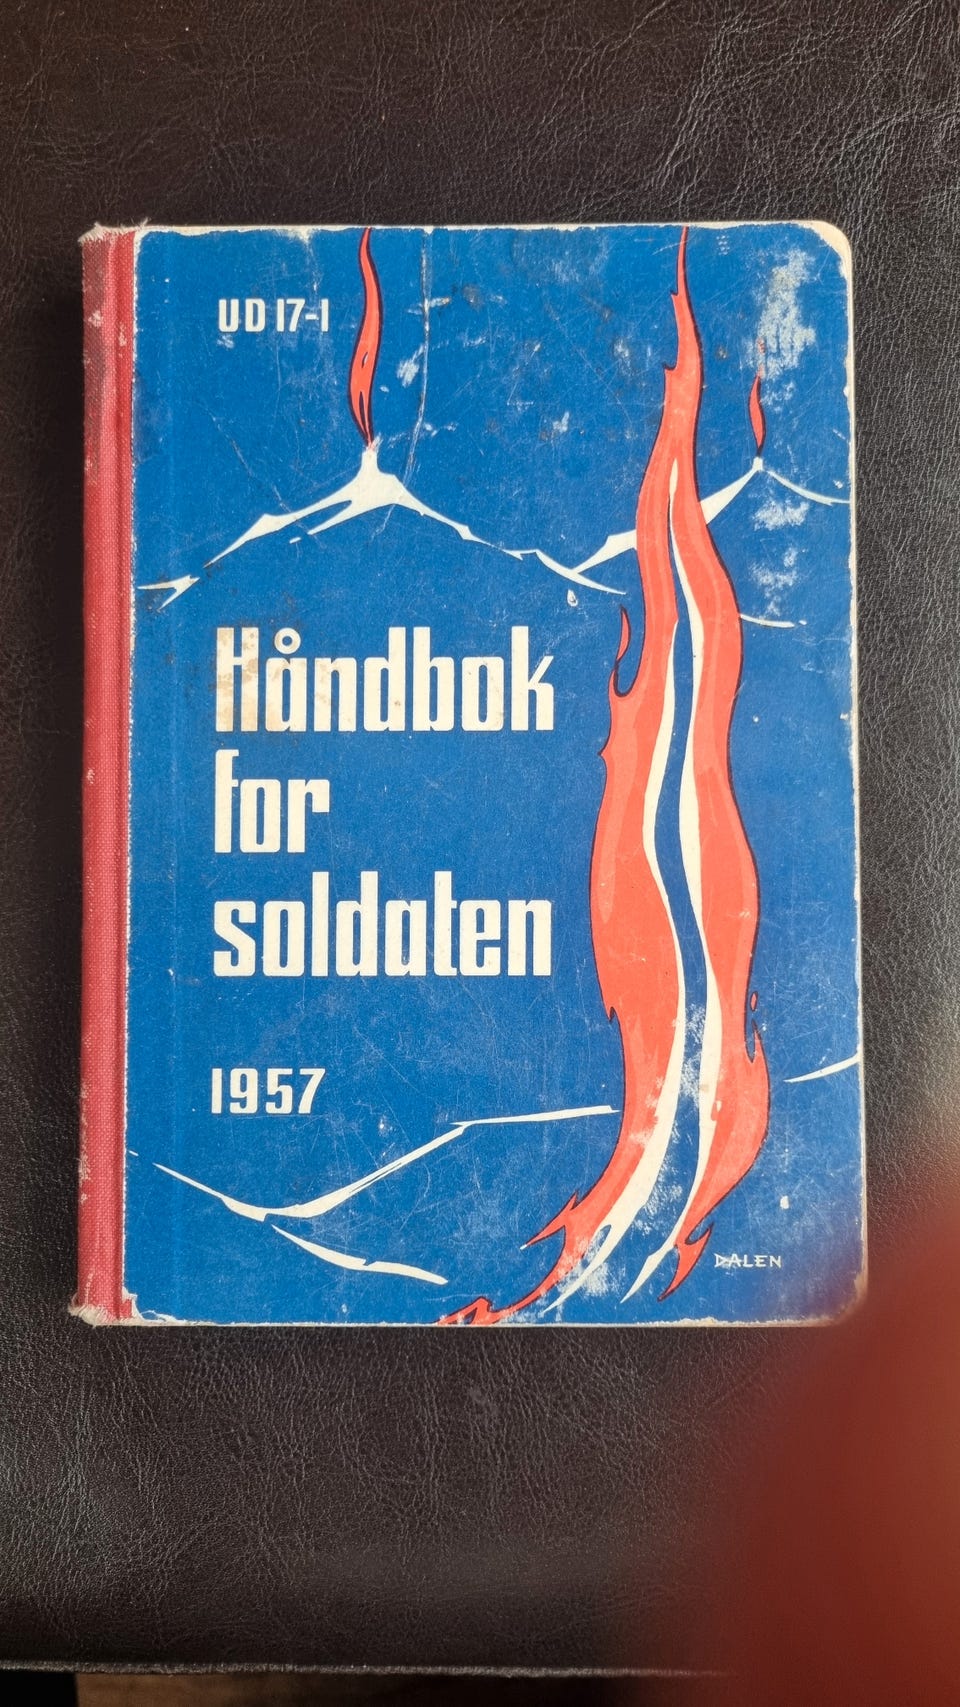 UD 17-1
Håndbok
for
soldaten
1957
DALEN